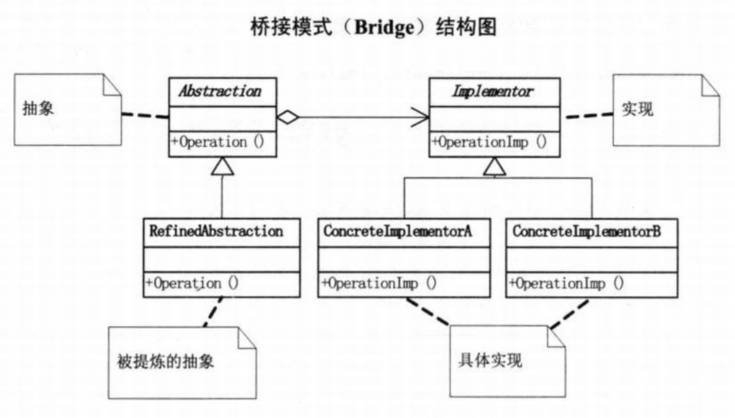 桥接模式（Bridge）结构图
抽象
Abstraction
+Operation ()
Implementor
+OperationImp ()
实现
RefinedAbstraction
+Operation ()
ConcreteImplementorA
+OperationImp ()
ConcreteImplementorB
+OperationImp ()
被提炼的抽象
具体实现